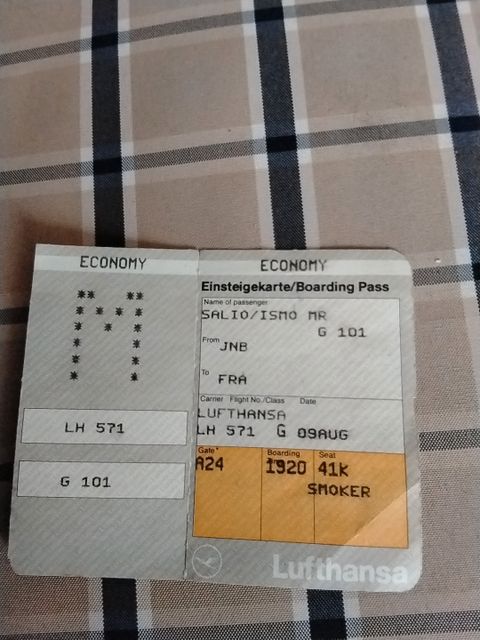 ECONOMY
M
LH 571
G 101
ECONOMY
Einsteigekarte/Boarding Pass
Name of passenger
SALIO/ISMO MR
G 101
From JNB
To FRA
Carrier Flight No./Class Date
LUFTHANSA
LH 571 G 09AUG
Gate* Boarding Seat
A24 1920 41K
SMOKER
Lufthansa